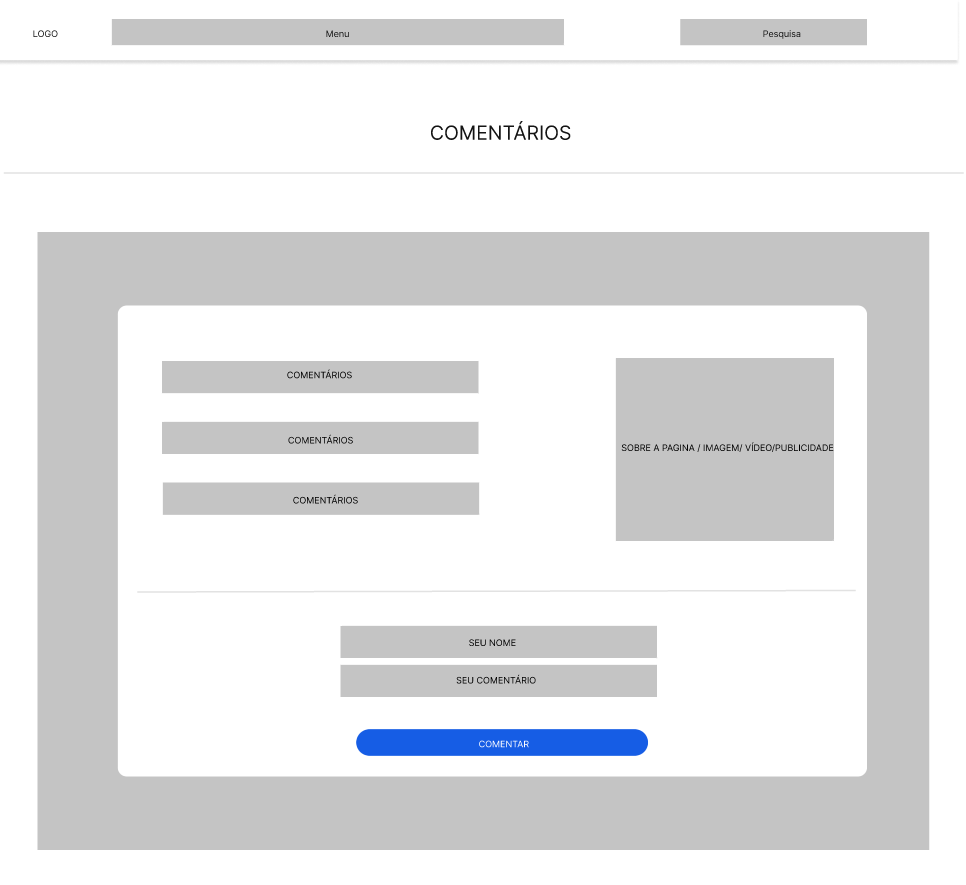 LOGO
Menu
Pesquisa
COMENTÁRIOS
COMENTÁRIOS
COMENTÁRIOS
COMENTÁRIOS
SOBRE A PAGINA / IMAGEM/ VÍDEO/PUBLICIDADE
SEU NOME
SEU COMENTÁRIO
COMENTAR